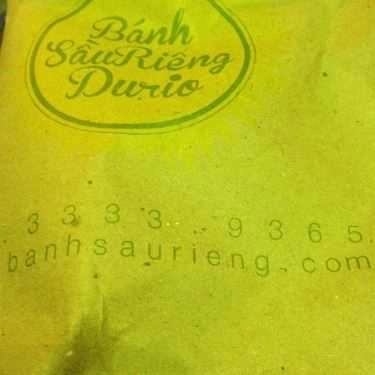 Bánh
Sầu Riêng
Durio
3333..9365.
banhsaurieng.com